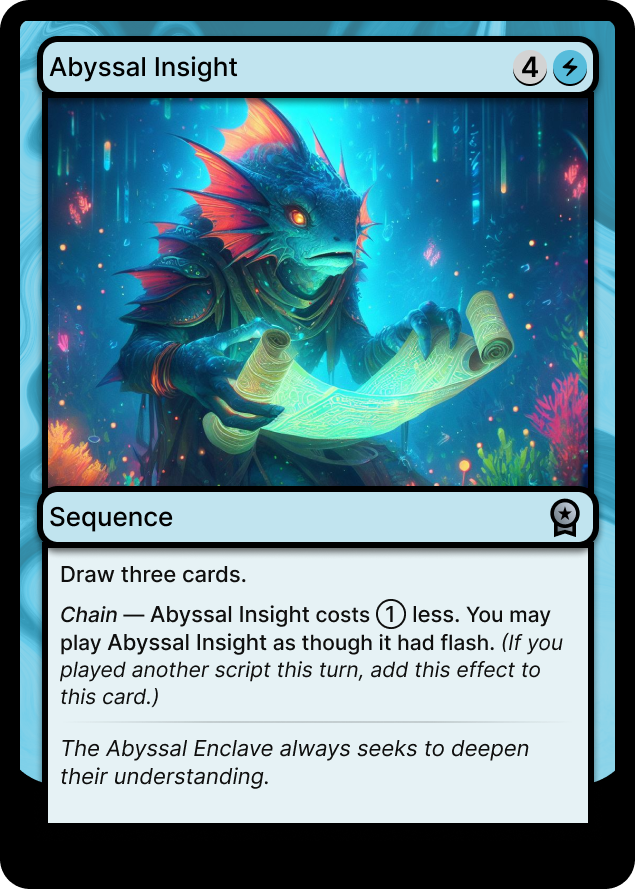 Abyssal Insight 4
Sequence
Draw three cards.
Chain — Abyssal Insight costs ① less. You may
play Abyssal Insight as though it had flash. (If you
played another script this turn, add this effect to
this card.)
The Abyssal Enclave always seeks to deepen
their understanding.